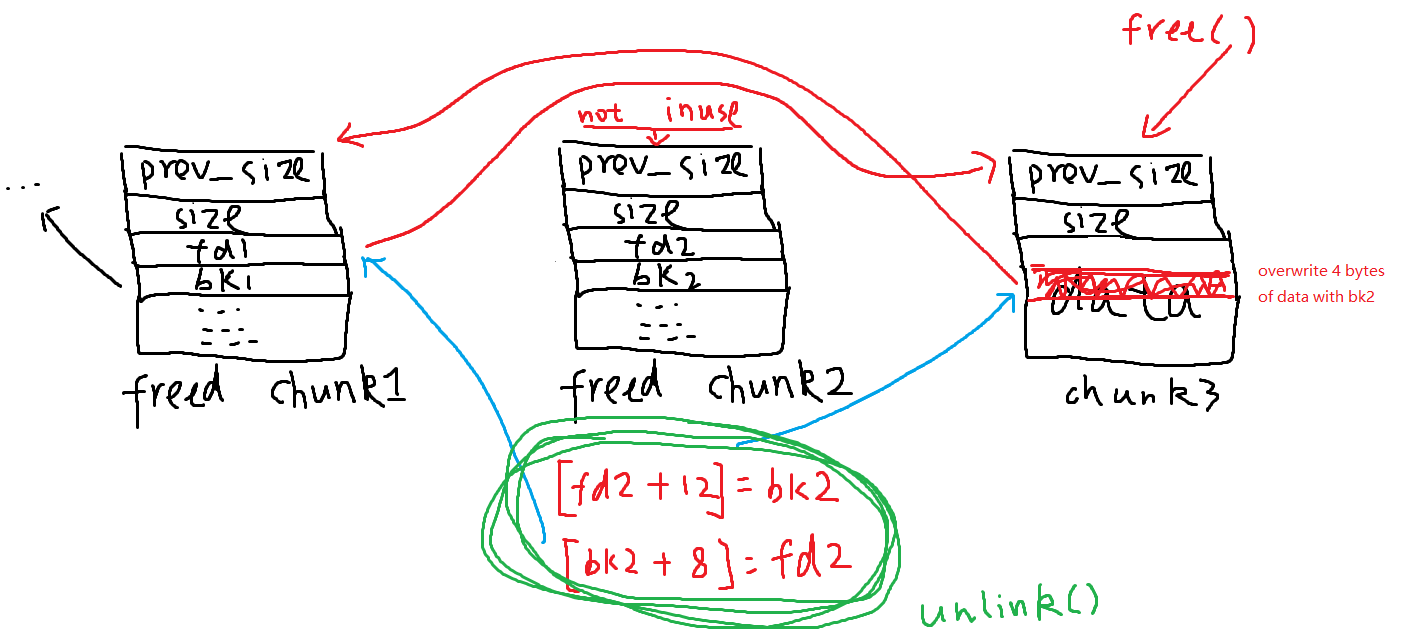 free()
not inuse
...
prev_size
size
fd1
bk1
...
freed chunk1
prev_size
size
fd2
bk2
...
freed chunk2
prev_size
size
data
chunk3
overwrite 4 bytes
of data with bk2
[fd2+12]=bk2
[bk2+8]=fd2
unlink()